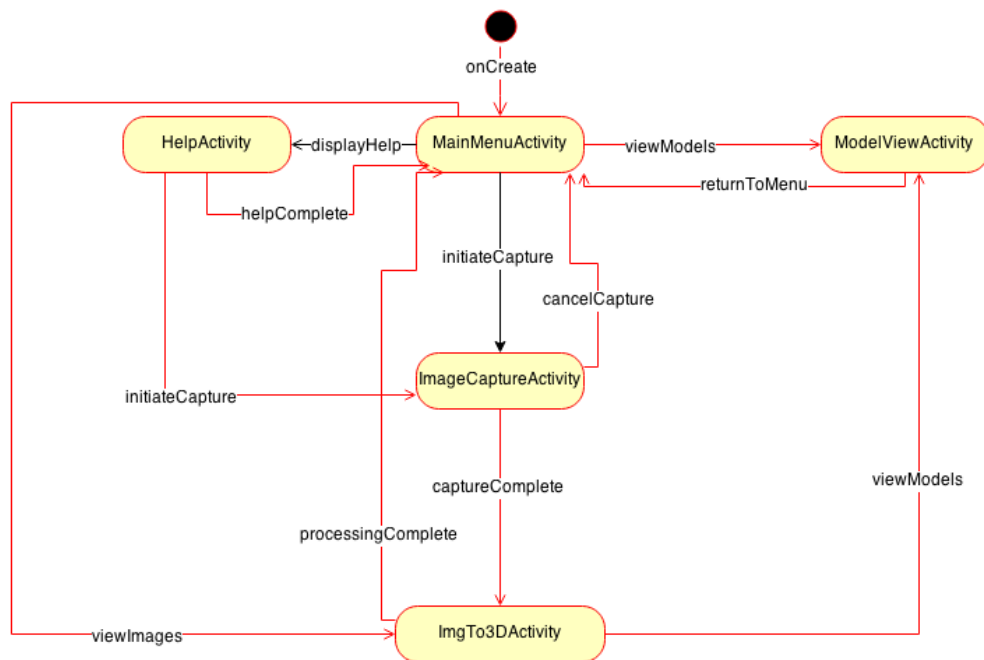 onCreate
HelpActivity
displayHelp
MainMenuActivity
viewModels
ModelViewActivity
returnToMenu
helpComplete
initiateCapture
cancelCapture
ImageCaptureActivity
initiateCapture
captureComplete
viewModels
processingComplete
viewImages
ImgTo3DActivity